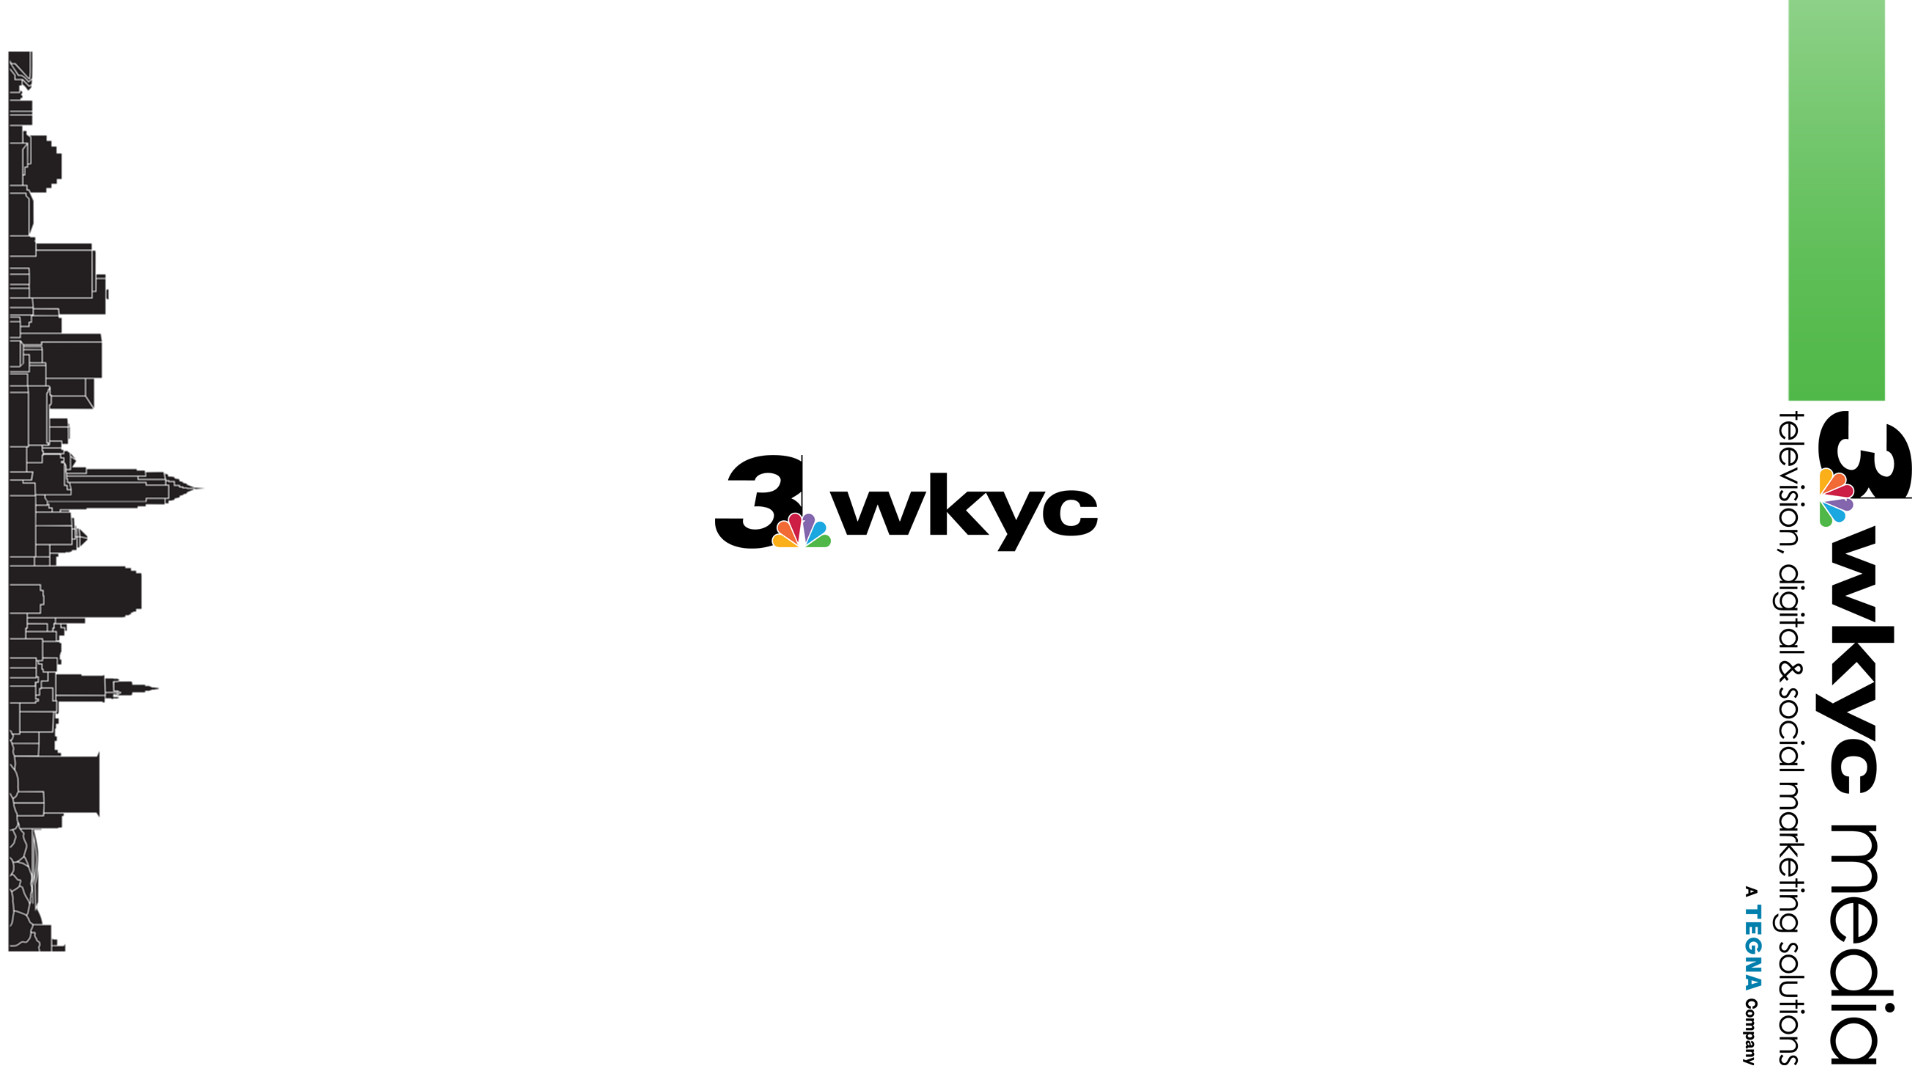 3 wkyc
3 wkyc media
television, digital & social marketing solutions
A TEGNA Company